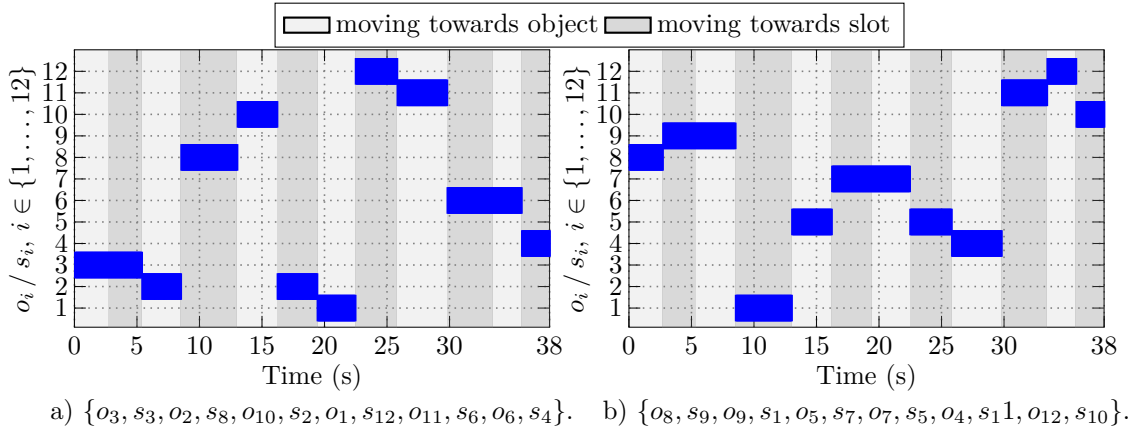 moving towards object moving towards slot
o_i / s_i, i ∈ {1, …, 12}
12
11
10
9
8
7
6
5
4
3
2
1
0 5 10 15 20 25 30 38
Time (s)
a) {o_3, s_3, o_2, s_8, o_10, s_2, o_1, s_12, o_11, s_6, o_6, s_4}.
o_i / s_i, i ∈ {1, …, 12}
12
11
10
9
8
7
6
5
4
3
2
1
0 5 10 15 20 25 30 38
Time (s)
b) {o_8, s_9, o_9, s_1, o_5, s_7, o_7, s_5, o_4, s_11, o_12, s_10}.